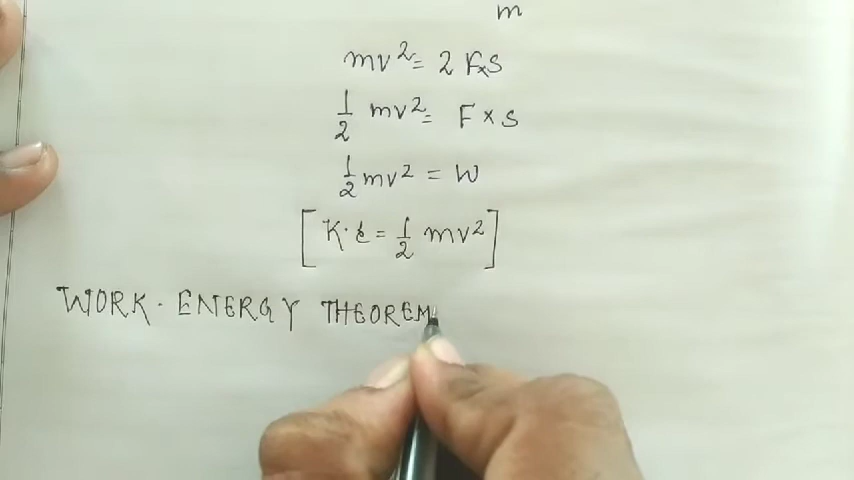 m
mv²= 2 F×S
1/2 mv²= F × S
1/2 mv² = W
[K·E = 1/2 mv²]
WORK - ENERGY THEOREM